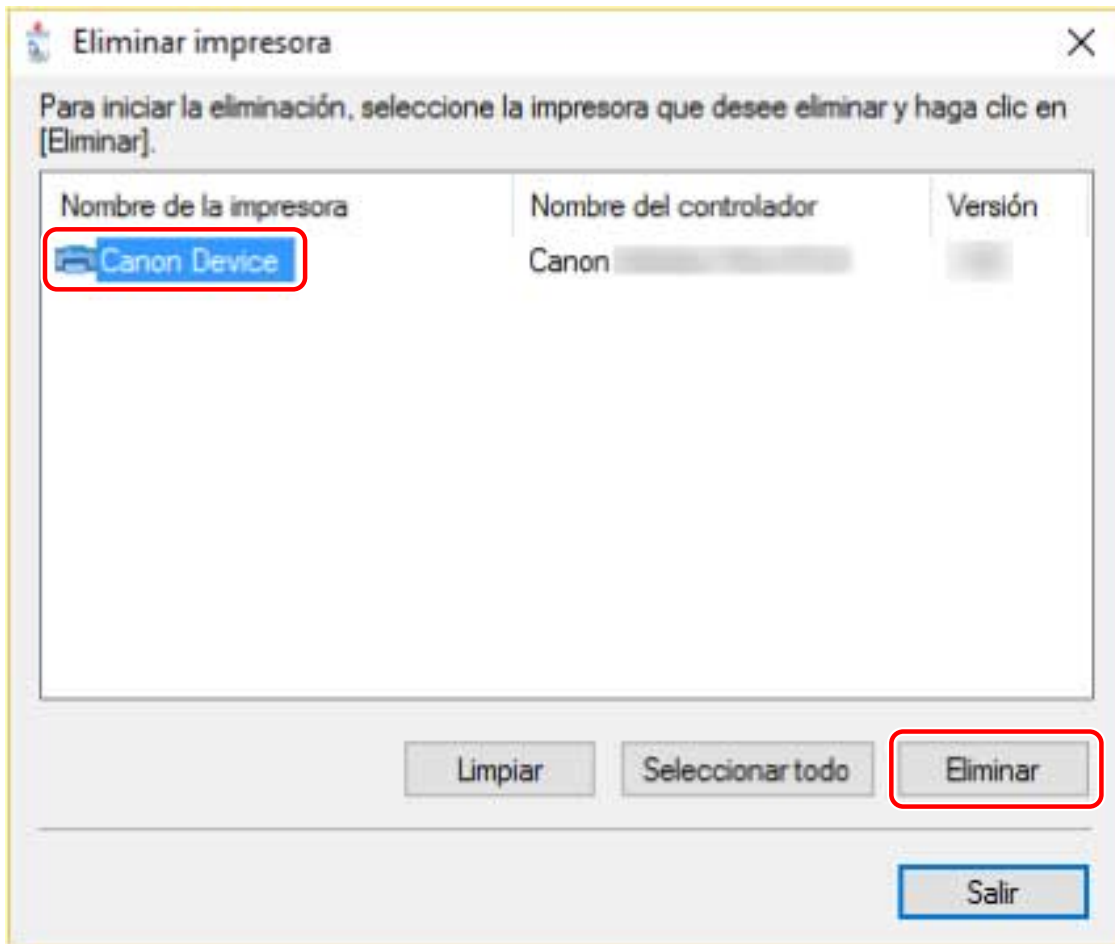 Eliminar impresora
Para iniciar la eliminación, seleccione la impresora que desee eliminar y haga clic en
[Eliminar].
Nombre de la impresora Nombre del controlador Versión
Canon Device Canon
Limpiar Seleccionar todo Eliminar
Salir